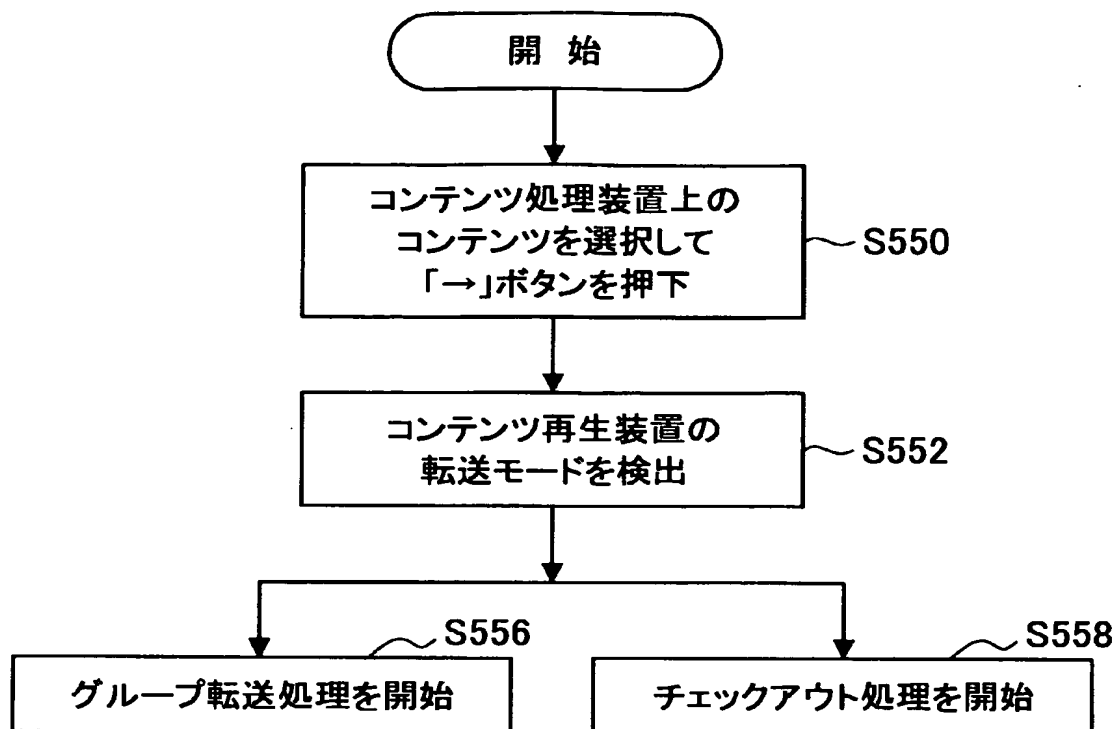 開 始
コンテンツ処理装置上の
コンテンツを選択して
「→」ボタンを押下
S550
コンテンツ再生装置の
転送モードを検出
S552
S556
グループ転送処理を開始
S558
チェックアウト処理を開始